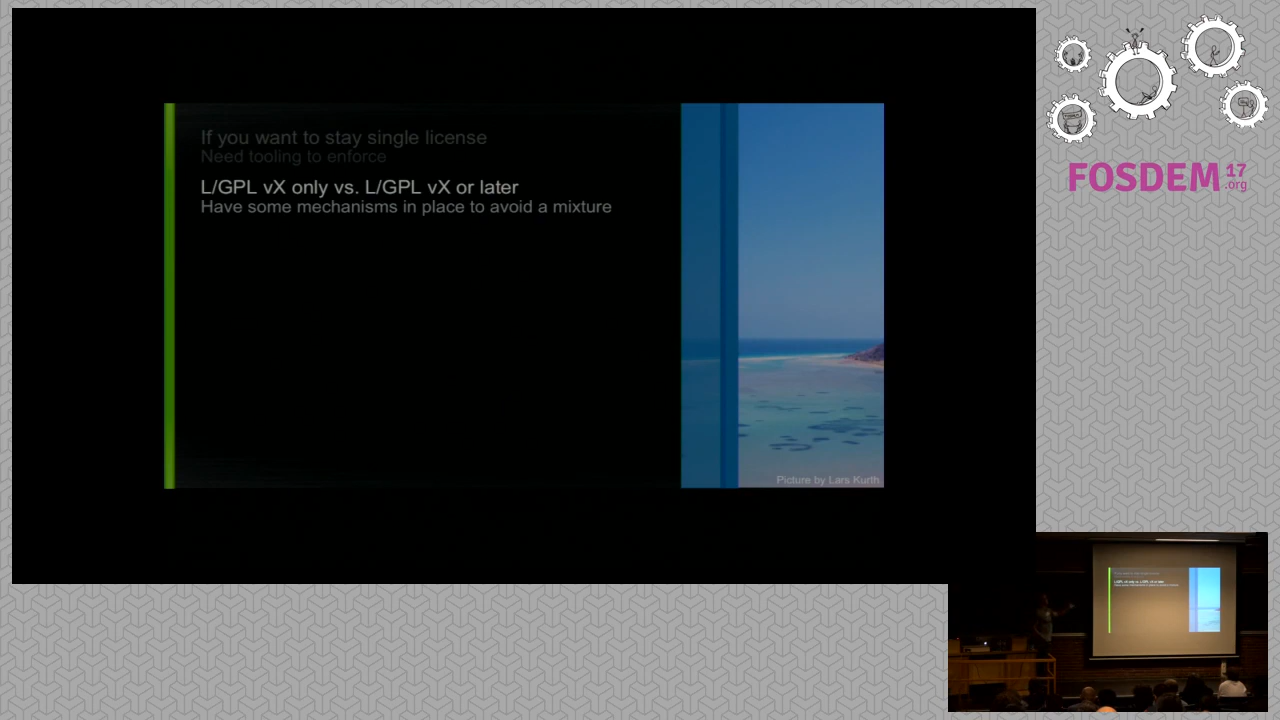 If you want to stay single license
Need tooling to enforce
L/GPL vX only vs. L/GPL vX or later
Have some mechanisms in place to avoid a mixture
Picture by Lars Kurth
FOSDEM 17 .org